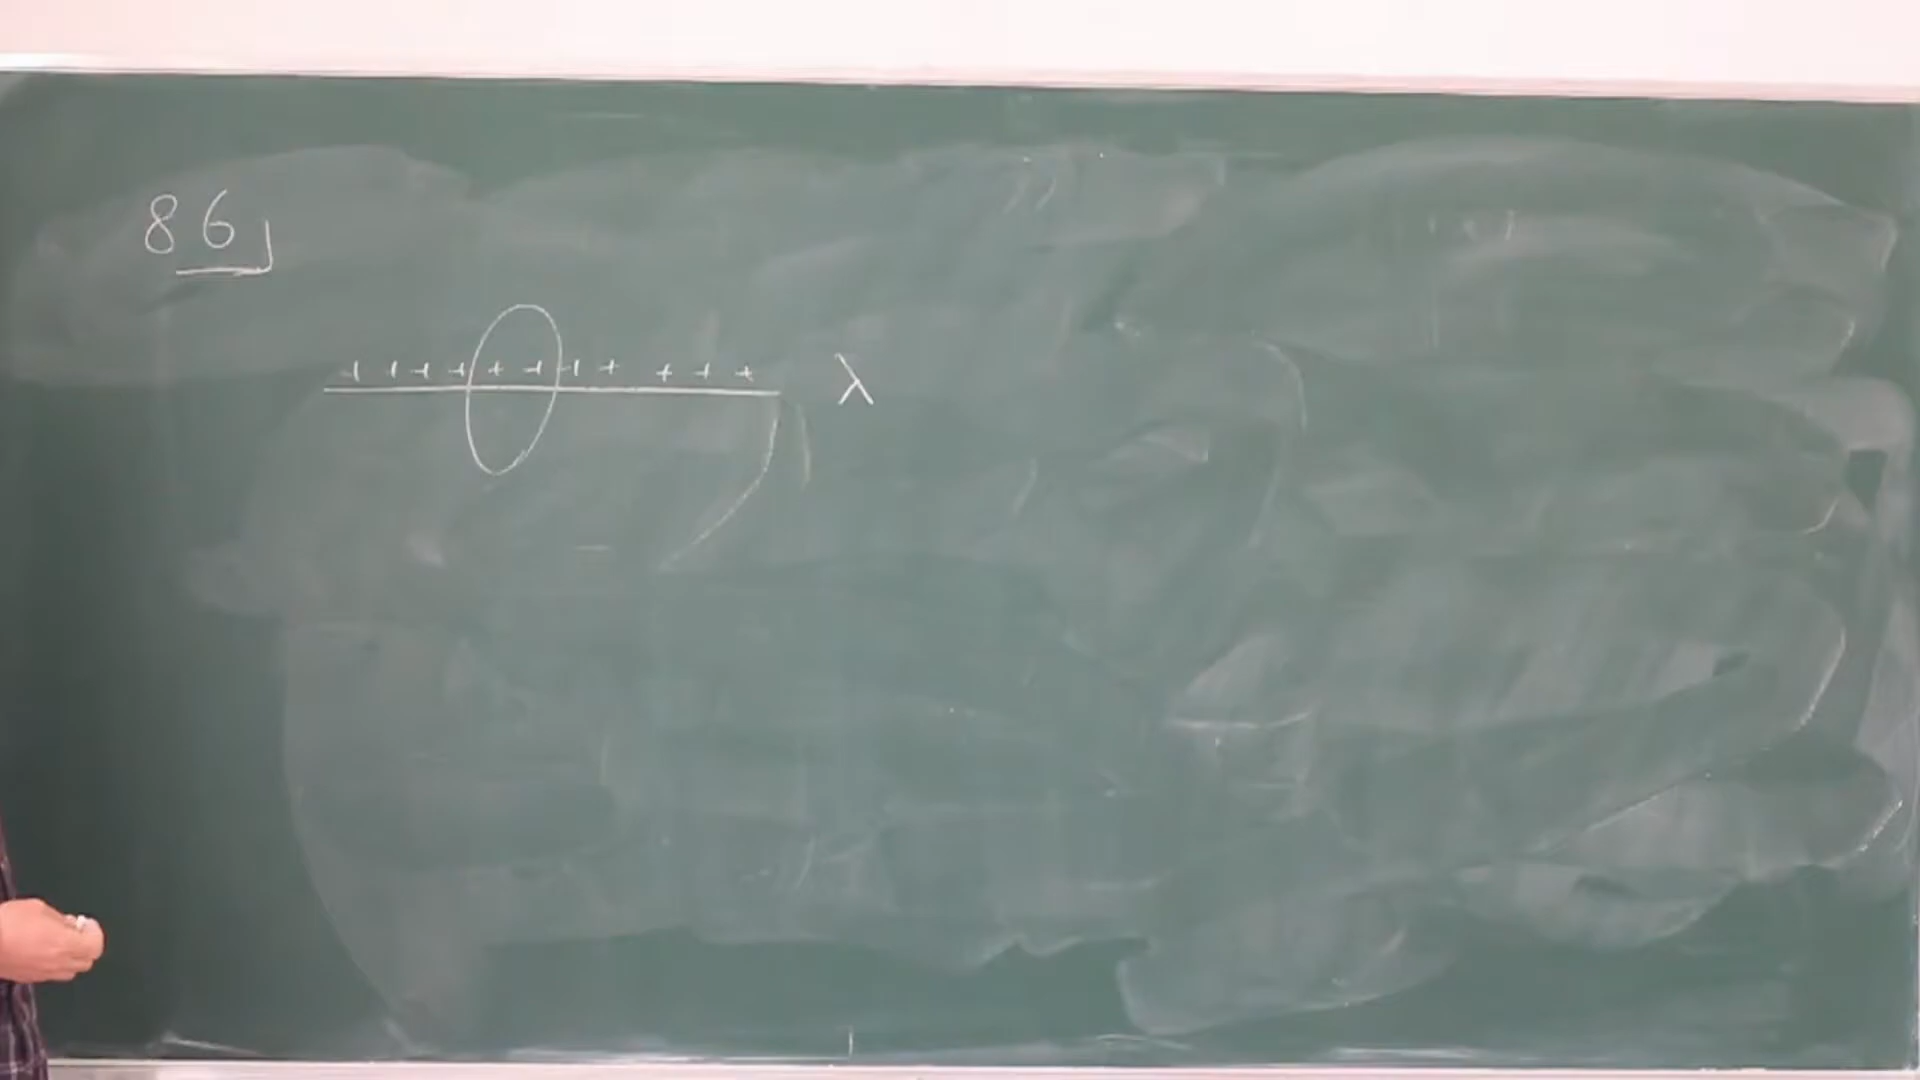 86
+ + + + + + + + + + + λ